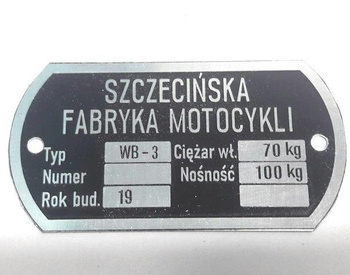 SZCZECIŃSKA
FABRYKA MOTOCYKLI
Typ WB-3 Ciężar wł. 70 kg
Numer Nośność 100 kg
Rok bud. 19